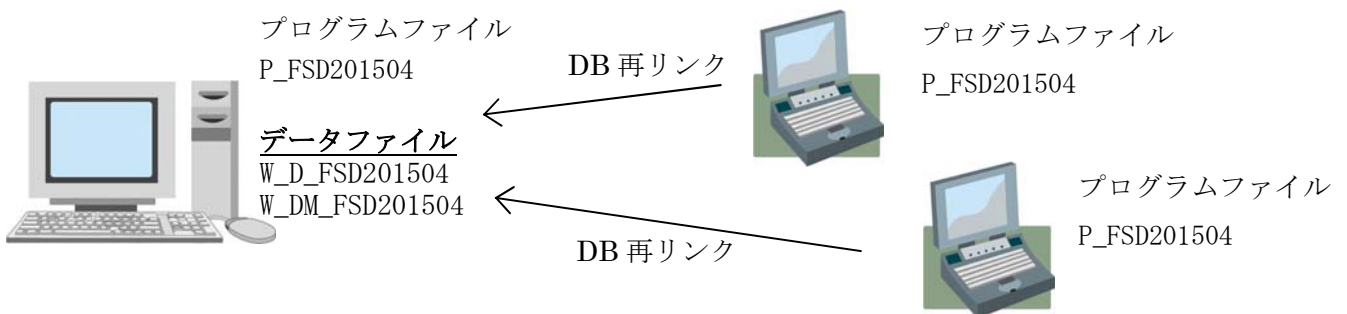 プログラムファイル
P_FSD201504
データファイル
W_D_FSD201504
W_DM_FSD201504
DB 再リンク
プログラムファイル
P_FSD201504
DB 再リンク
プログラムファイル
P_FSD201504